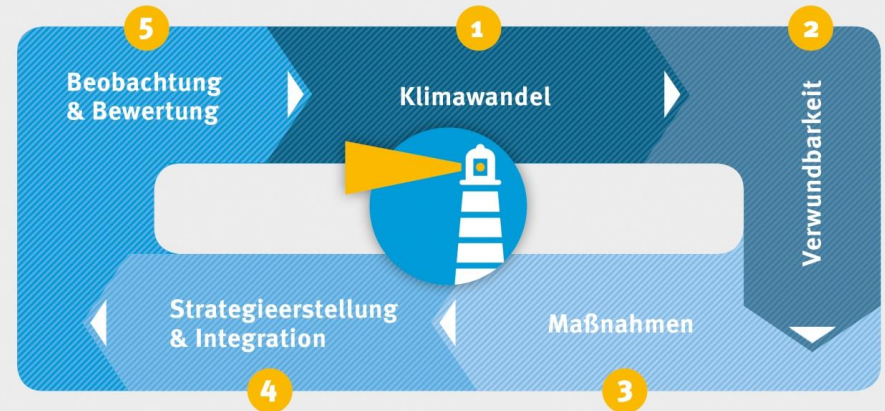 5
Beobachtung
& Bewertung
1
Klimawandel
2
Verwundbarkeit
3
Maßnahmen
4
Strategieerstellung
& Integration